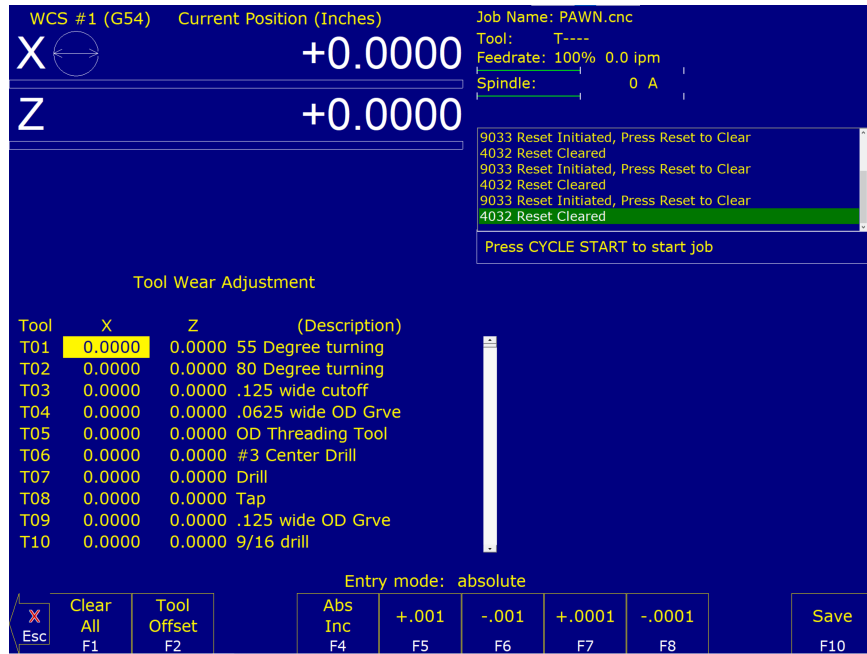 WCS #1 (G54) Current Position (Inches)
X +0.0000
Z +0.0000
Job Name: PAWN.cnc
Tool: T----
Feedrate: 100% 0.0 ipm
Spindle: 0 A
9033 Reset Initiated, Press Reset to Clear
4032 Reset Cleared
9033 Reset Initiated, Press Reset to Clear
4032 Reset Cleared
9033 Reset Initiated, Press Reset to Clear
4032 Reset Cleared
Press CYCLE START to start job
Tool Wear Adjustment
Tool X Z (Description)
T01 0.0000 0.0000 55 Degree turning
T02 0.0000 0.0000 80 Degree turning
T03 0.0000 0.0000 .125 wide cutoff
T04 0.0000 0.0000 .0625 wide OD Grve
T05 0.0000 0.0000 OD Threading Tool
T06 0.0000 0.0000 #3 Center Drill
T07 0.0000 0.0000 Drill
T08 0.0000 0.0000 Tap
T09 0.0000 0.0000 .125 wide OD Grve
T10 0.0000 0.0000 9/16 drill
Entry mode: absolute
X Esc
Clear All F1
Tool Offset F2
Abs Inc F4
+.001 F5
-.001 F6
+.0001 F7
-.0001 F8
Save F10